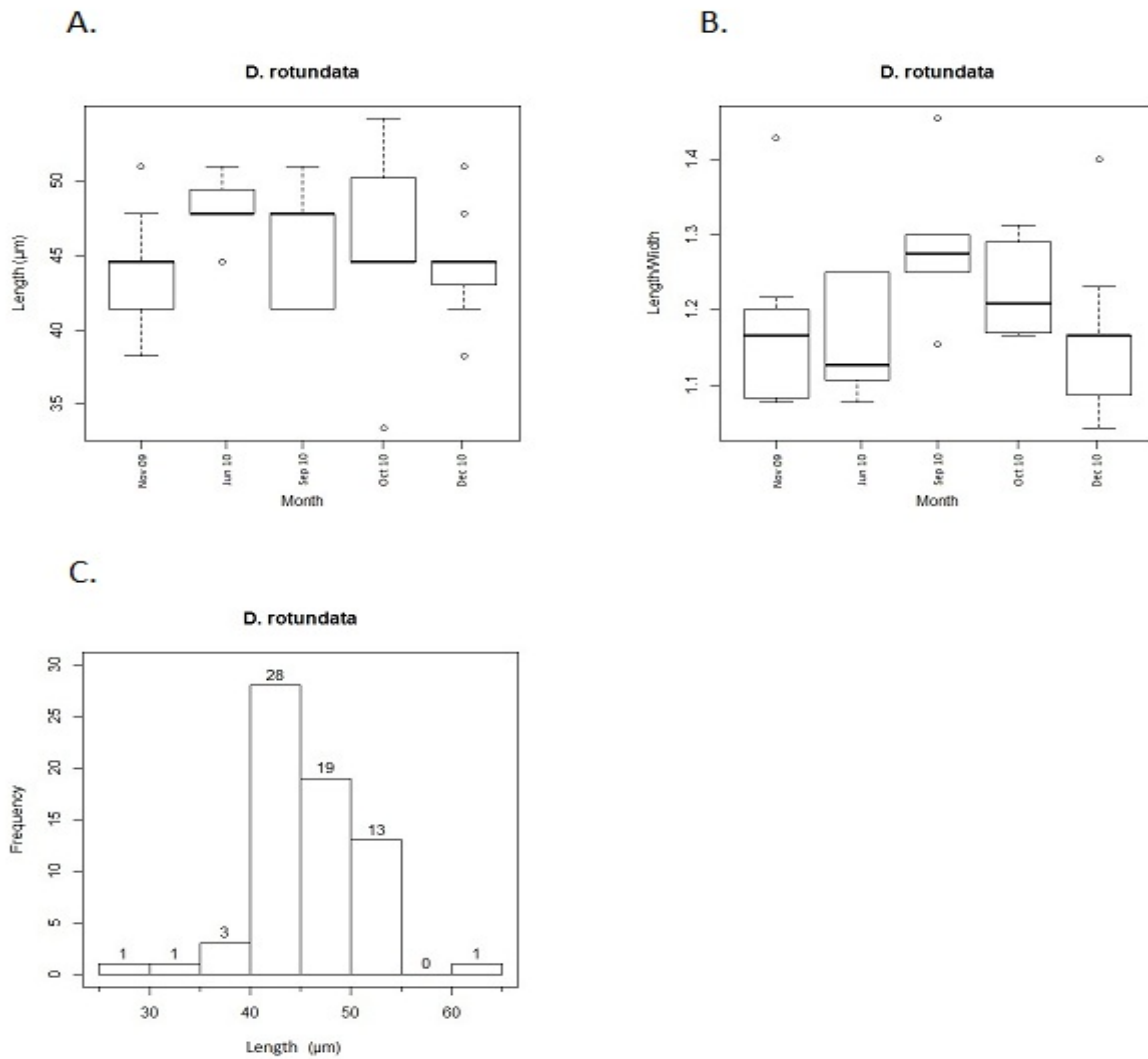 A.
D. rotundata
Length (µm)
50
45
40
35
Nov 09
Jun 10
Sep 10
Oct 10
Dec 10
Month
B.
D. rotundata
Length/Width
1.4
1.3
1.2
1.1
Nov 09
Jun 10
Sep 10
Oct 10
Dec 10
Month
C.
D. rotundata
Frequency
30
25
20
15
10
5
0
1
1
3
28
19
13
0
1
30
40
50
60
Length (µm)